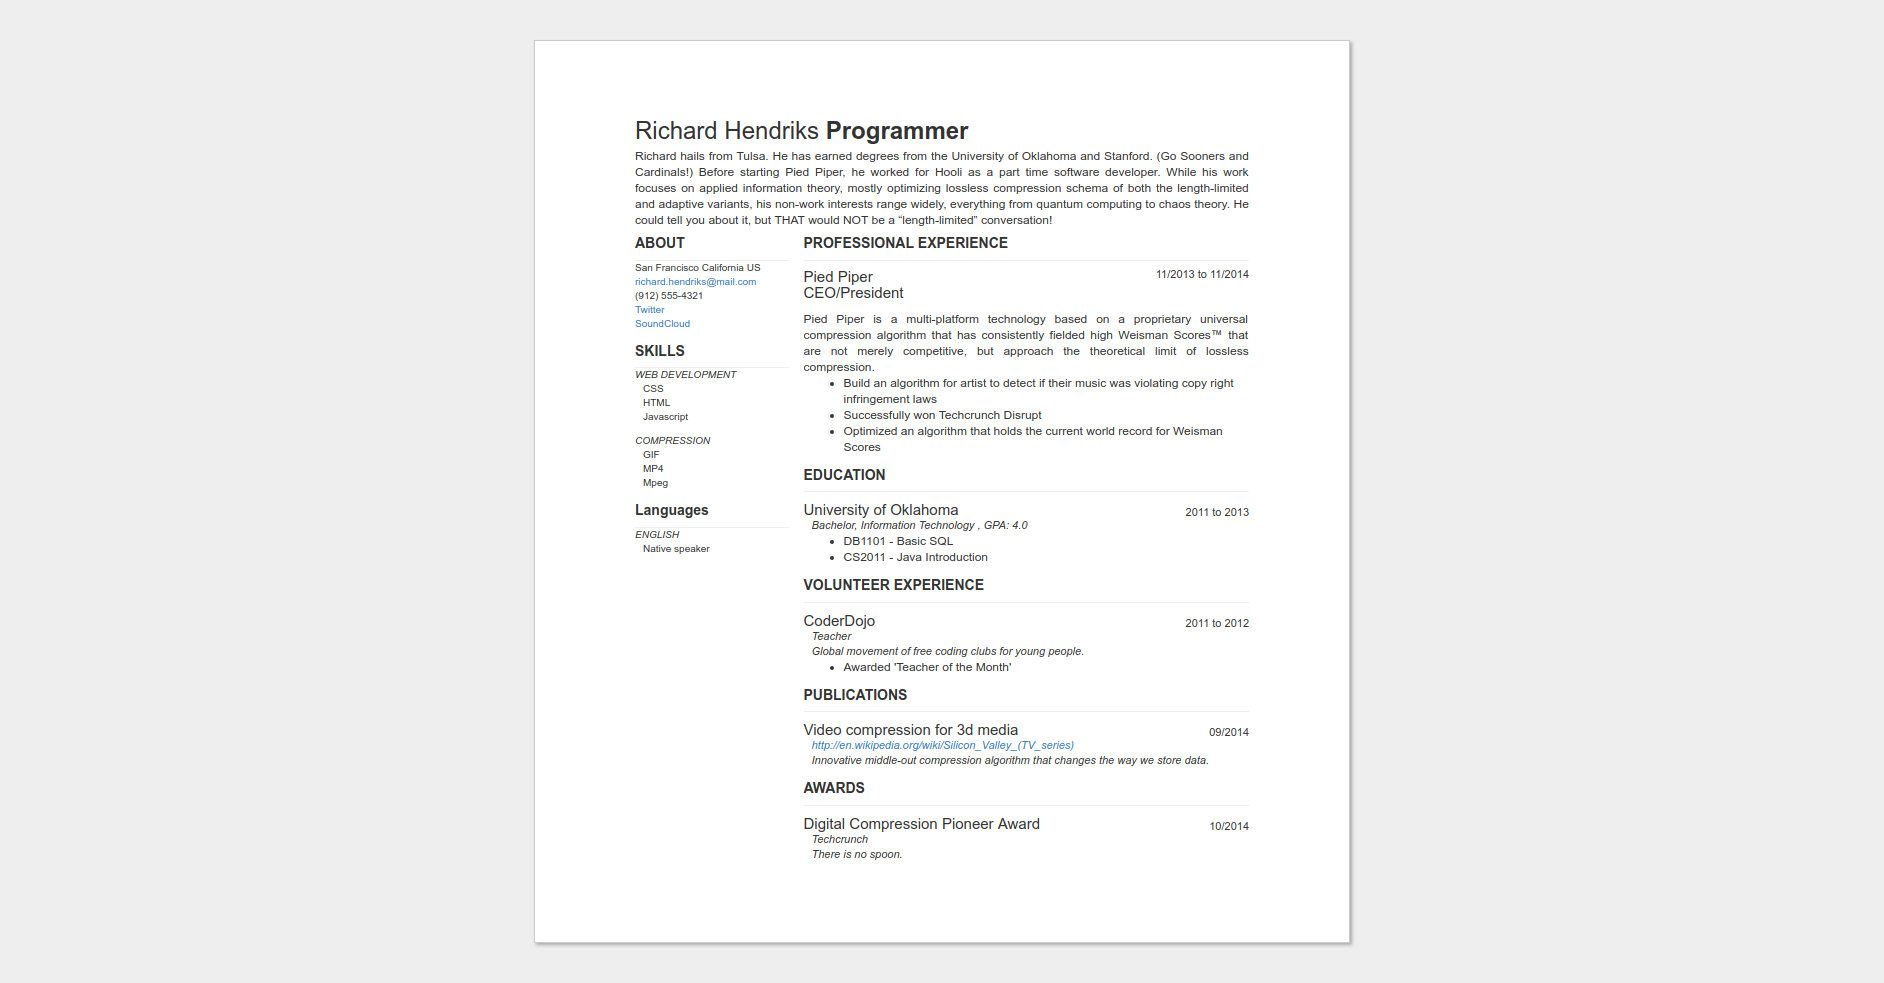 Richard Hendriks Programmer
Richard hails from Tulsa. He has earned degrees from the University of Oklahoma and Stanford. (Go Sooners and
Cardinals!) Before starting Pied Piper, he worked for Hooli as a part time software developer. While his work
focuses on applied information theory, mostly optimizing lossless compression schema of both the length-limited
and adaptive variants, his non-work interests range widely, everything from quantum computing to chaos theory. He
could tell you about it, but THAT would NOT be a “length-limited” conversation!
ABOUT
San Francisco California US
richard.hendriks@mail.com
(912) 555-4321
Twitter
SoundCloud
SKILLS
WEB DEVELOPMENT
CSS
HTML
Javascript
COMPRESSION
GIF
MP4
Mpeg
Languages
ENGLISH
Native speaker
PROFESSIONAL EXPERIENCE
Pied Piper 11/2013 to 11/2014
CEO/President
Pied Piper is a multi-platform technology based on a proprietary universal
compression algorithm that has consistently fielded high Weisman Scores™ that
are not merely competitive, but approach the theoretical limit of lossless
compression.
• Build an algorithm for artist to detect if their music was violating copy right
infringement laws
• Successfully won Techcrunch Disrupt
• Optimized an algorithm that holds the current world record for Weisman
Scores
EDUCATION
University of Oklahoma 2011 to 2013
Bachelor, Information Technology , GPA: 4.0
• DB1101 - Basic SQL
• CS2011 - Java Introduction
VOLUNTEER EXPERIENCE
CoderDojo 2011 to 2012
Teacher
Global movement of free coding clubs for young people.
• Awarded 'Teacher of the Month'
PUBLICATIONS
Video compression for 3d media 09/2014
http://en.wikipedia.org/wiki/Silicon_Valley_(TV_series)
Innovative middle-out compression algorithm that changes the way we store data.
AWARDS
Digital Compression Pioneer Award 10/2014
Techcrunch
There is no spoon.